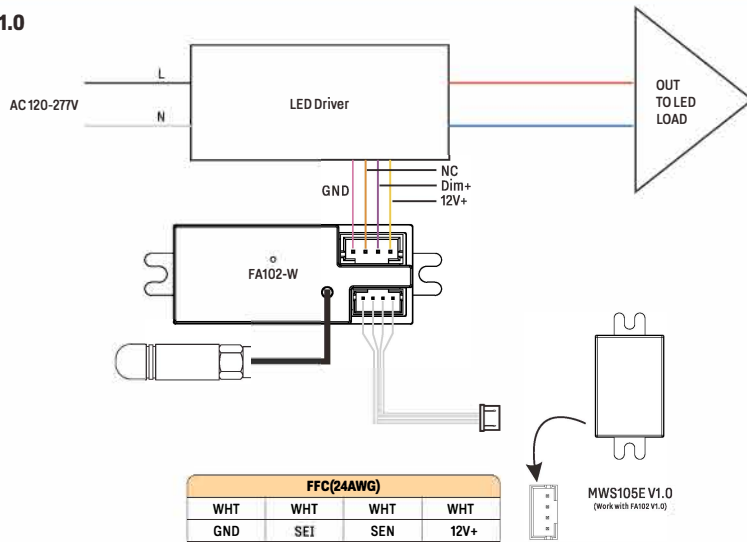 1.0
L
AC 120-277V
N
LED Driver
OUT
TO LED
LOAD
GND
NC
Dim+
12V+
FA102-W
FFC(24AWG)
WHT WHT WHT WHT
GND SEI SEN 12V+
MWS105E V1.0
(Work with FA102 V1.0)